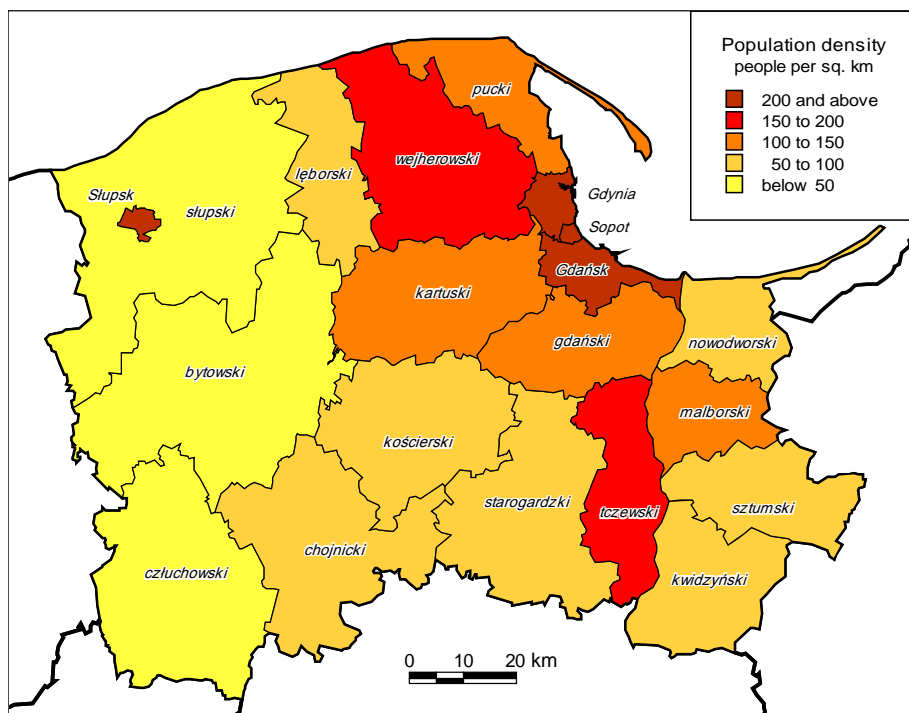 Population density
people per sq. km
200 and above
150 to 200
100 to 150
50 to 100
below 50
pucki
wejherowski
lęborski
Słupsk
słupski
Gdynia
Sopot
Gdańsk
kartuski
gdański
nowodworski
bytowski
malborski
kościerski
starogardzki
tczewski
sztumski
chojnicki
człuchowski
kwidzyński
0 10 20 km